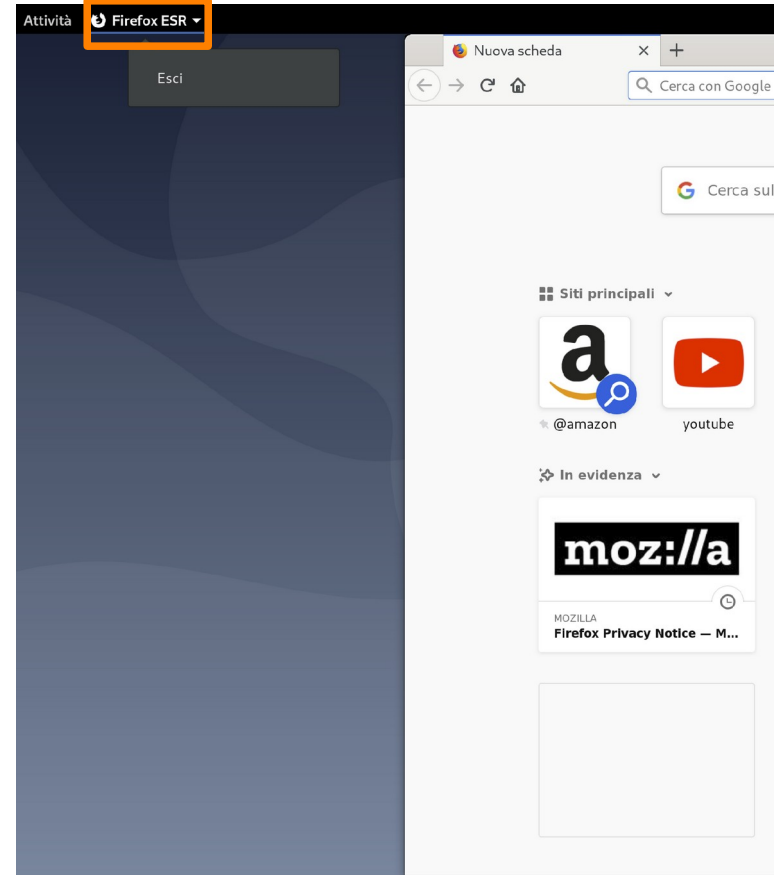 Attività Firefox ESR
Esci
Nuova scheda
Cerca con Google
Cerca sul
Siti principali
@amazon youtube
In evidenza
moz://a
MOZILLA
Firefox Privacy Notice — M...